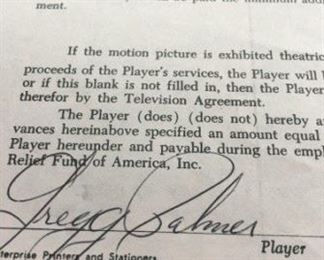 ment.
If the motion picture is exhibited theatric
proceeds of the Player's services, the Player will
or if this blank is not filled in, then the Player
therefor by the Television Agreement.
The Player (does) (does not) hereby a
vances hereinabove specified an amount equal
Player hereunder and payable during the empl
Relief Fund of America, Inc.
Gregg Palmer
Player
terprise Printers and Stationers